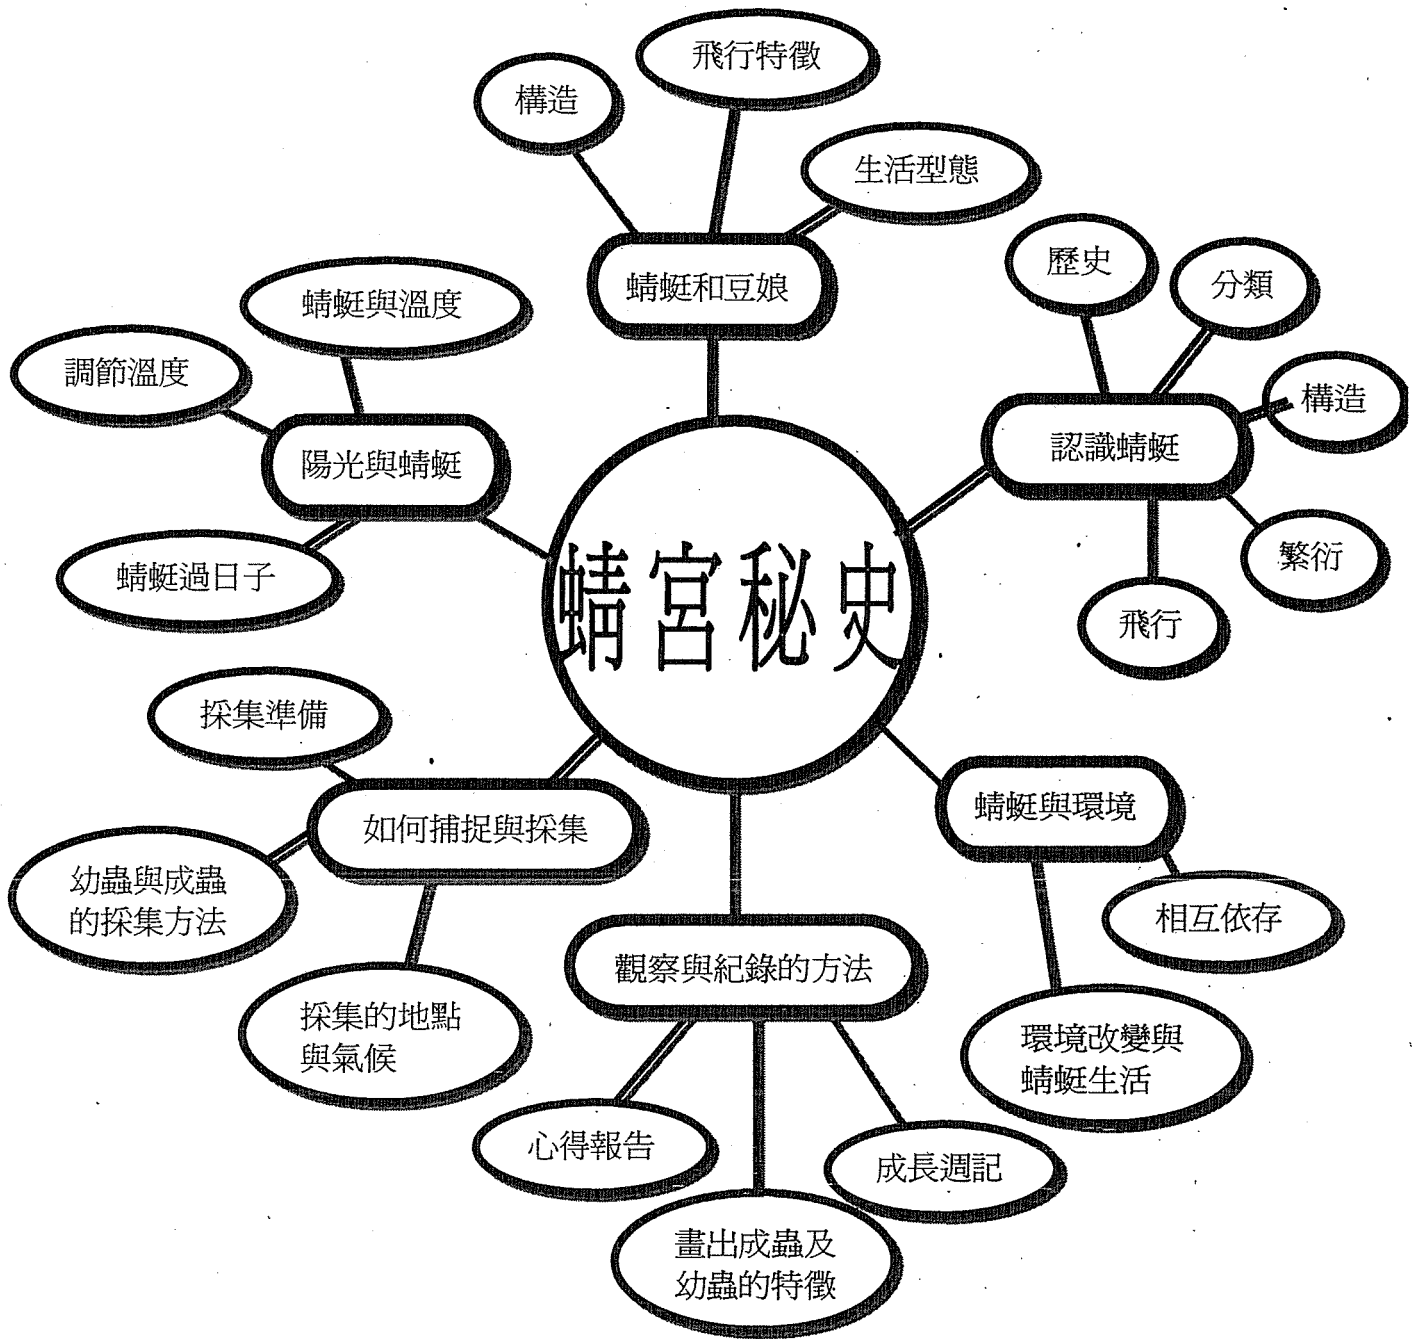 飛行特徵
構造
生活型態
蜻蜓和豆娘
歷史
分類
構造
認識蜻蜓
繁衍
飛行
蜻蜓與溫度
調節溫度
陽光與蜻蜓
蜻蜓過日子
蜻宮秘史
採集準備
如何捕捉與採集
幼蟲與成蟲
的採集方法
採集的地點
與氣候
蜻蜓與環境
相互依存
環境改變與
蜻蜓生活
觀察與紀錄的方法
心得報告
成長週記
畫出成蟲及
幼蟲的特徵